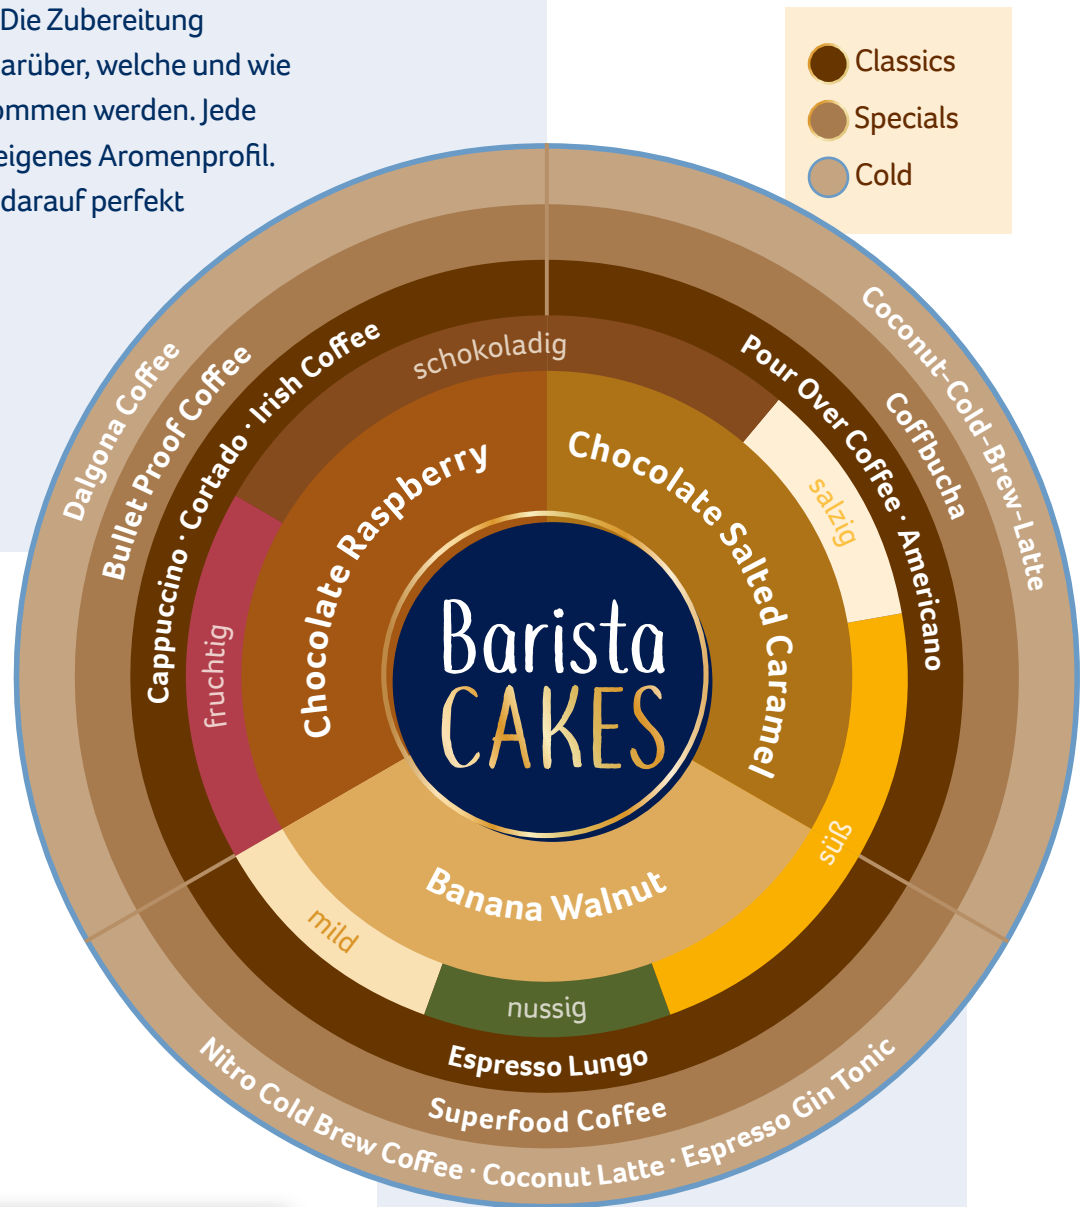 Die Zubereitung
arüber, welche und wie
ommen werden. Jede
eigenes Aromenprofil.
darauf perfekt
Classics
Specials
Cold
Dalgona Coffee
Bullet Proof Coffee
Cappuccino · Cortado · Irish Coffee
schokoladig
fruchtig
Chocolate Raspberry
Coconut-Cold-Brew-Latte
Coffbucha
Pour Over Coffee · Americano
salzig
Chocolate Salted Caramel
süß
Barista
CAKES
Banana Walnut
mild
nussig
Espresso Lungo
Superfood Coffee
Nitro Cold Brew Coffee · Coconut Latte · Espresso Gin Tonic